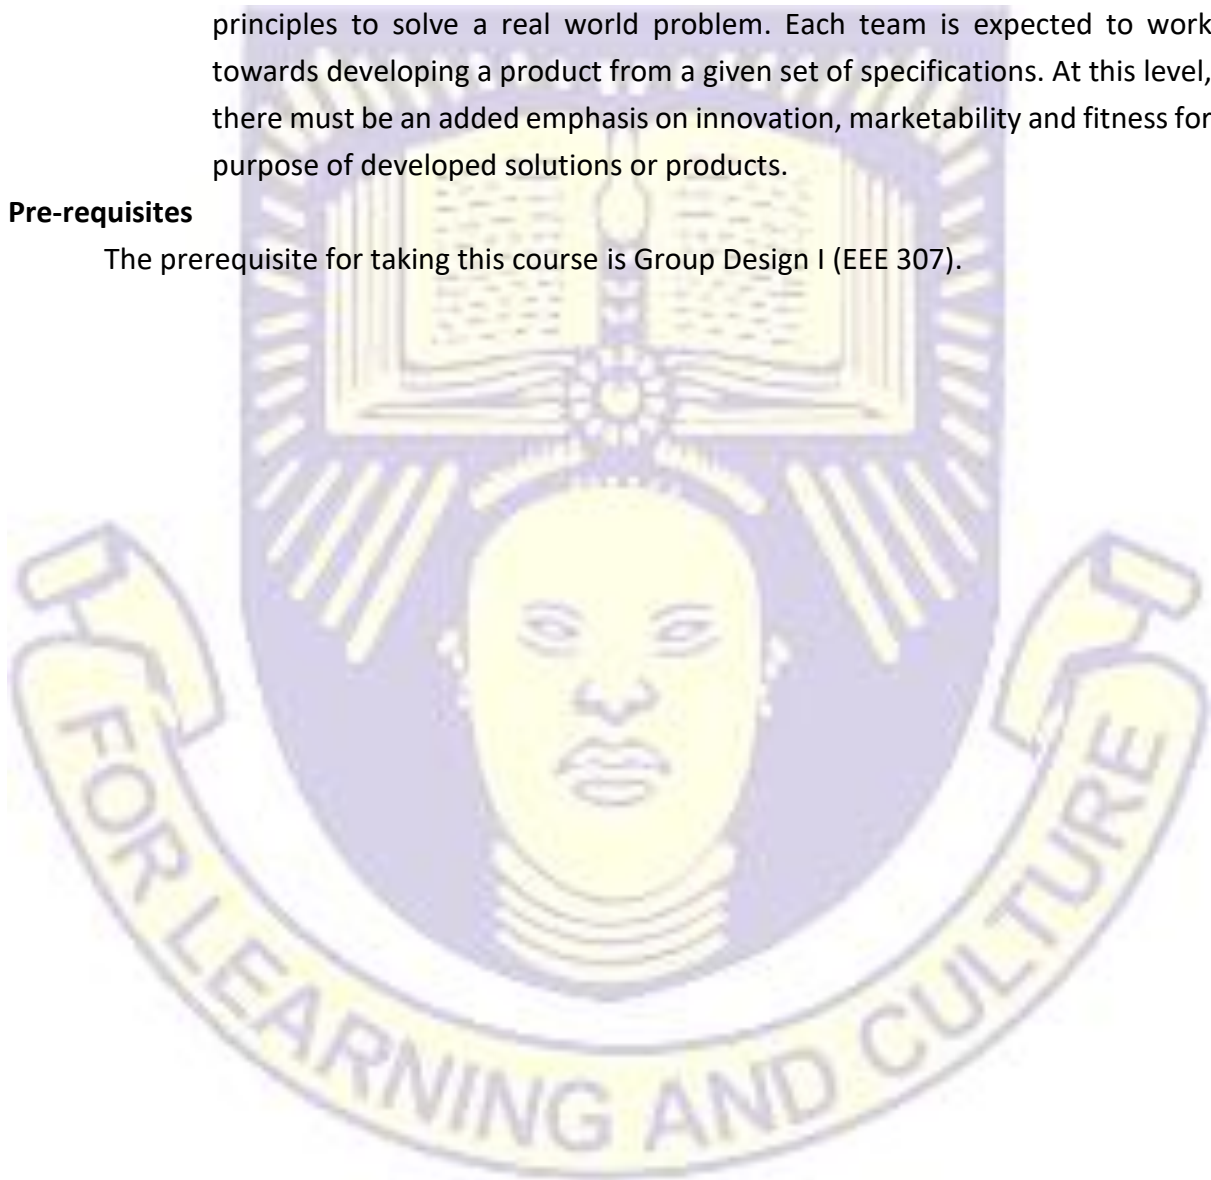 principles to solve a real world problem. Each team is expected to work
towards developing a product from a given set of specifications. At this level,
there must be an added emphasis on innovation, marketability and fitness for
purpose of developed solutions or products.
Pre-requisites
The prerequisite for taking this course is Group Design I (EEE 307).
FOR LEARNING AND CULTURE